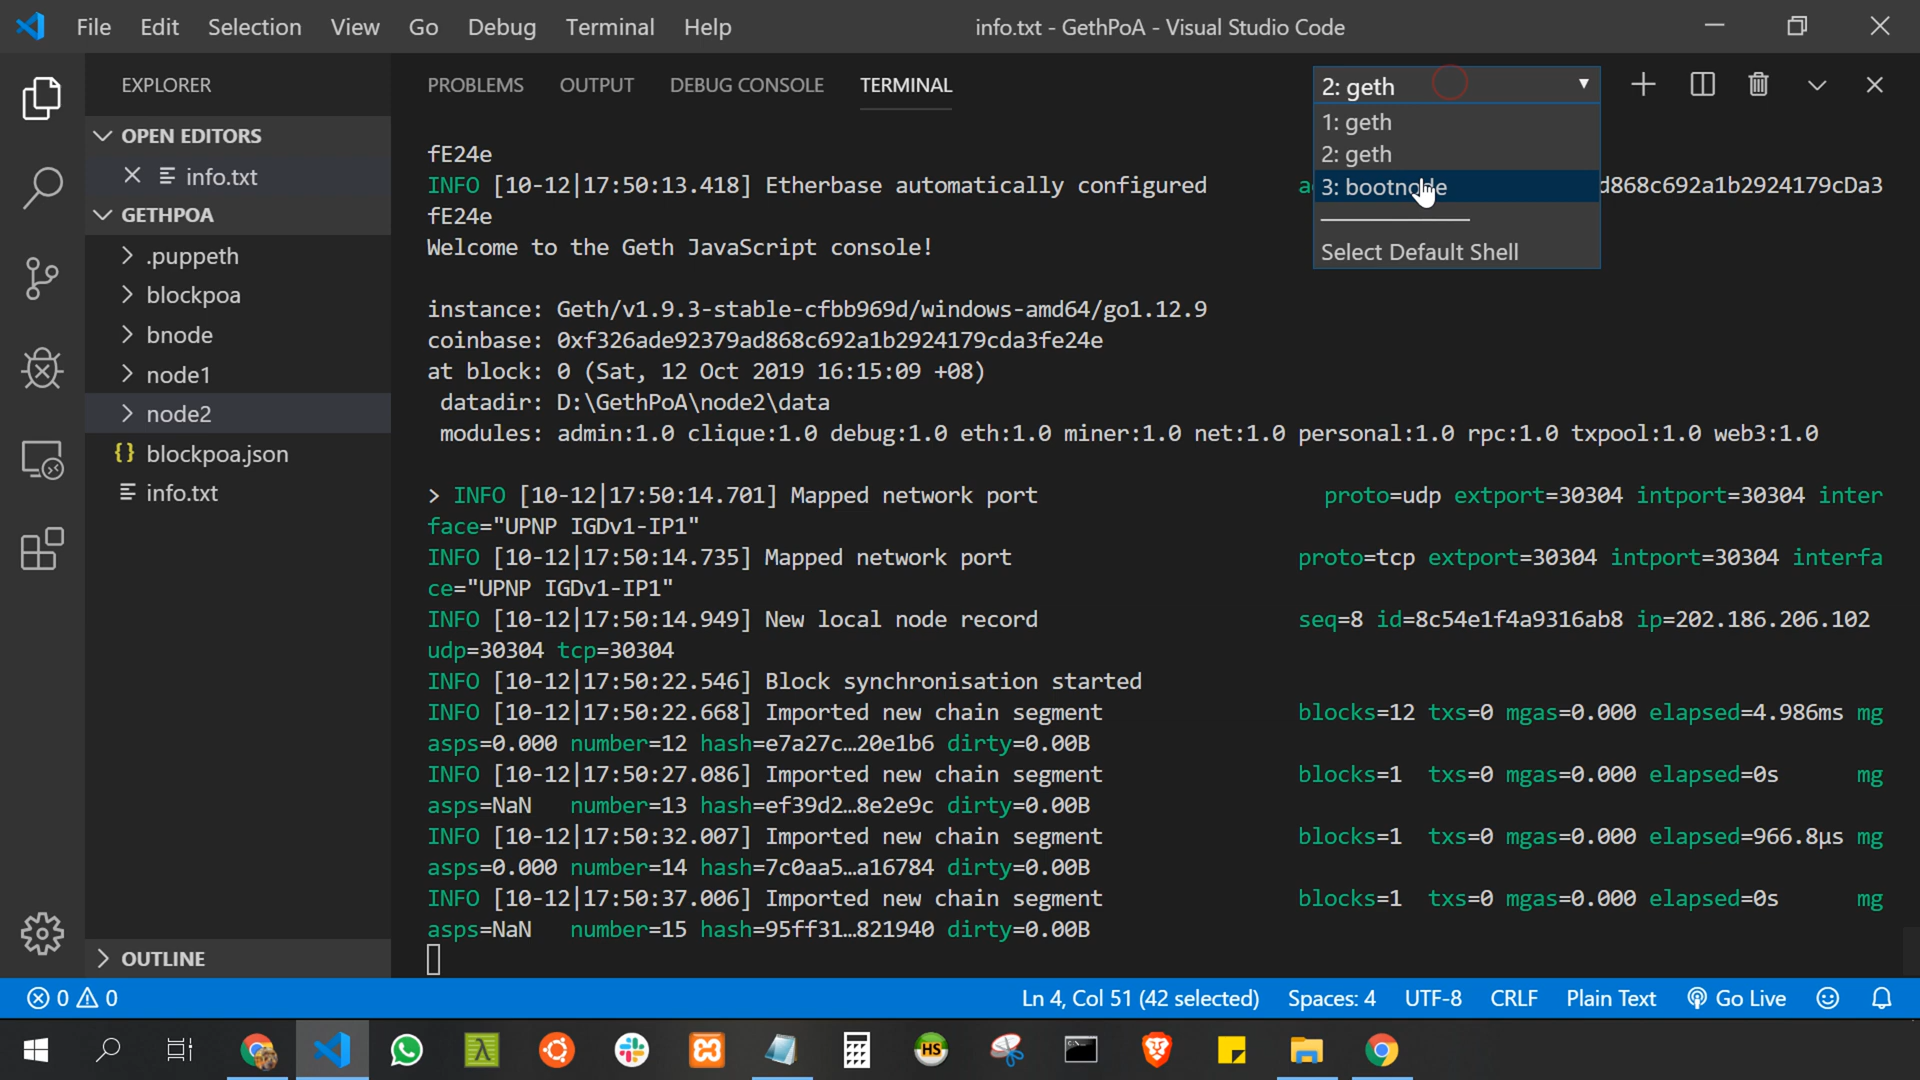 File Edit Selection View Go Debug Terminal Help
info.txt - GethPoA - Visual Studio Code
EXPLORER
OPEN EDITORS
info.txt
GETHPOA
.puppeth
blockpoa
bnode
node1
node2
{} blockpoa.json
info.txt
OUTLINE
PROBLEMS OUTPUT DEBUG CONSOLE TERMINAL
2: geth
1: geth
2: geth
3: bootnode
Select Default Shell
fE24e
INFO [10-12|17:50:13.418] Etherbase automatically configured a d868c692a1b2924179cDa3
fE24e
Welcome to the Geth JavaScript console!
instance: Geth/v1.9.3-stable-cfbb969d/windows-amd64/go1.12.9
coinbase: 0xf326ade92379ad868c692a1b2924179cda3fe24e
at block: 0 (Sat, 12 Oct 2019 16:15:09 +08)
datadir: D:\GethPoA\node2\data
modules: admin:1.0 clique:1.0 debug:1.0 eth:1.0 miner:1.0 net:1.0 personal:1.0 rpc:1.0 txpool:1.0 web3:1.0
> INFO [10-12|17:50:14.701] Mapped network port proto=udp extport=30304 intport=30304 inter
face="UPNP IGDv1-IP1"
INFO [10-12|17:50:14.735] Mapped network port proto=tcp extport=30304 intport=30304 interfa
ce="UPNP IGDv1-IP1"
INFO [10-12|17:50:14.949] New local node record seq=8 id=8c54e1f4a9316ab8 ip=202.186.206.102
udp=30304 tcp=30304
INFO [10-12|17:50:22.546] Block synchronisation started
INFO [10-12|17:50:22.668] Imported new chain segment blocks=12 txs=0 mgas=0.000 elapsed=4.986ms mg
asps=0.000 number=12 hash=e7a27c…20e1b6 dirty=0.00B
INFO [10-12|17:50:27.086] Imported new chain segment blocks=1 txs=0 mgas=0.000 elapsed=0s mg
asps=NaN number=13 hash=ef39d2…8e2e9c dirty=0.00B
INFO [10-12|17:50:32.007] Imported new chain segment blocks=1 txs=0 mgas=0.000 elapsed=966.8µs mg
asps=0.000 number=14 hash=7c0aa5…a16784 dirty=0.00B
INFO [10-12|17:50:37.006] Imported new chain segment blocks=1 txs=0 mgas=0.000 elapsed=0s mg
asps=NaN number=15 hash=95ff31…821940 dirty=0.00B
0 0
Ln 4, Col 51 (42 selected) Spaces: 4 UTF-8 CRLF Plain Text Go Live
λ HS